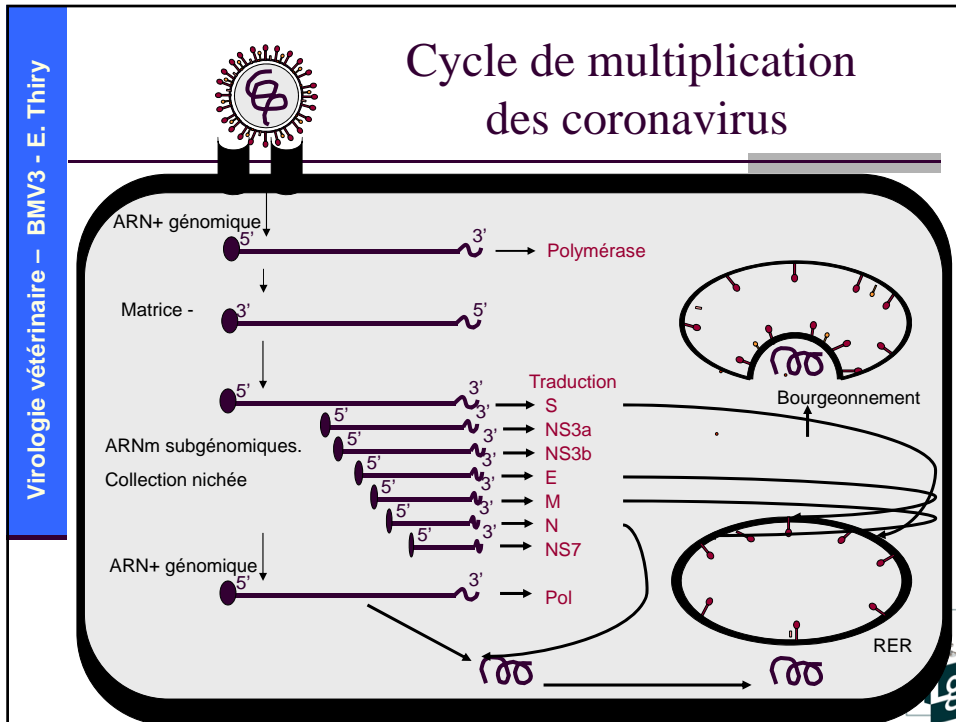 Virologie vétérinaire – BMV3 - E. Thiry
Cycle de multiplication
des coronavirus
ARN+ génomique
5’
3’
Polymérase
Matrice -
3’
5’
Traduction
5’
3’
S
5’
3’
NS3a
5’
3’
NS3b
ARNm subgénomiques.
5’
3’
E
Collection nichée
5’
3’
M
5’
3’
N
5’
3’
NS7
ARN+ génomique
5’
3’
Pol
Bourgeonnement
RER